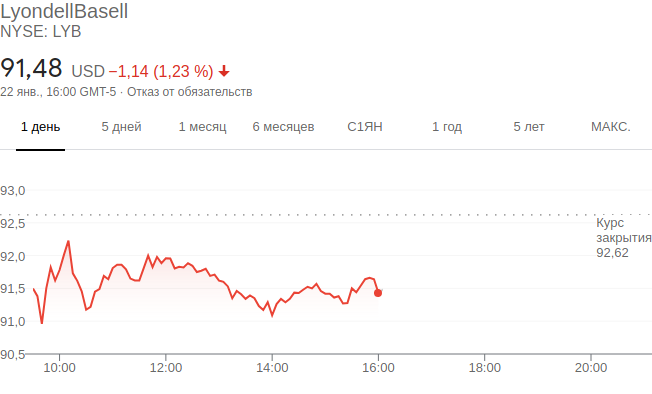 LyondellBasell
NYSE: LYB
91,48 USD −1,14 (1,23 %)
22 янв., 16:00 GMT-5 · Отказ от обязательств
1 день 5 дней 1 месяц 6 месяцев С1ЯН 1 год 5 лет МАКС.
93,0
92,5
Курс
закрытия
92,62
92,0
91,5
91,0
90,5
10:00 12:00 14:00 16:00 18:00 20:00